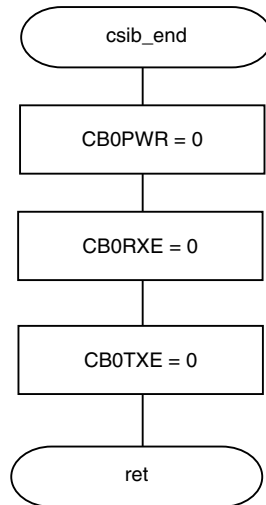 csib_end
CB0PWR = 0
CB0RXE = 0
CB0TXE = 0
ret